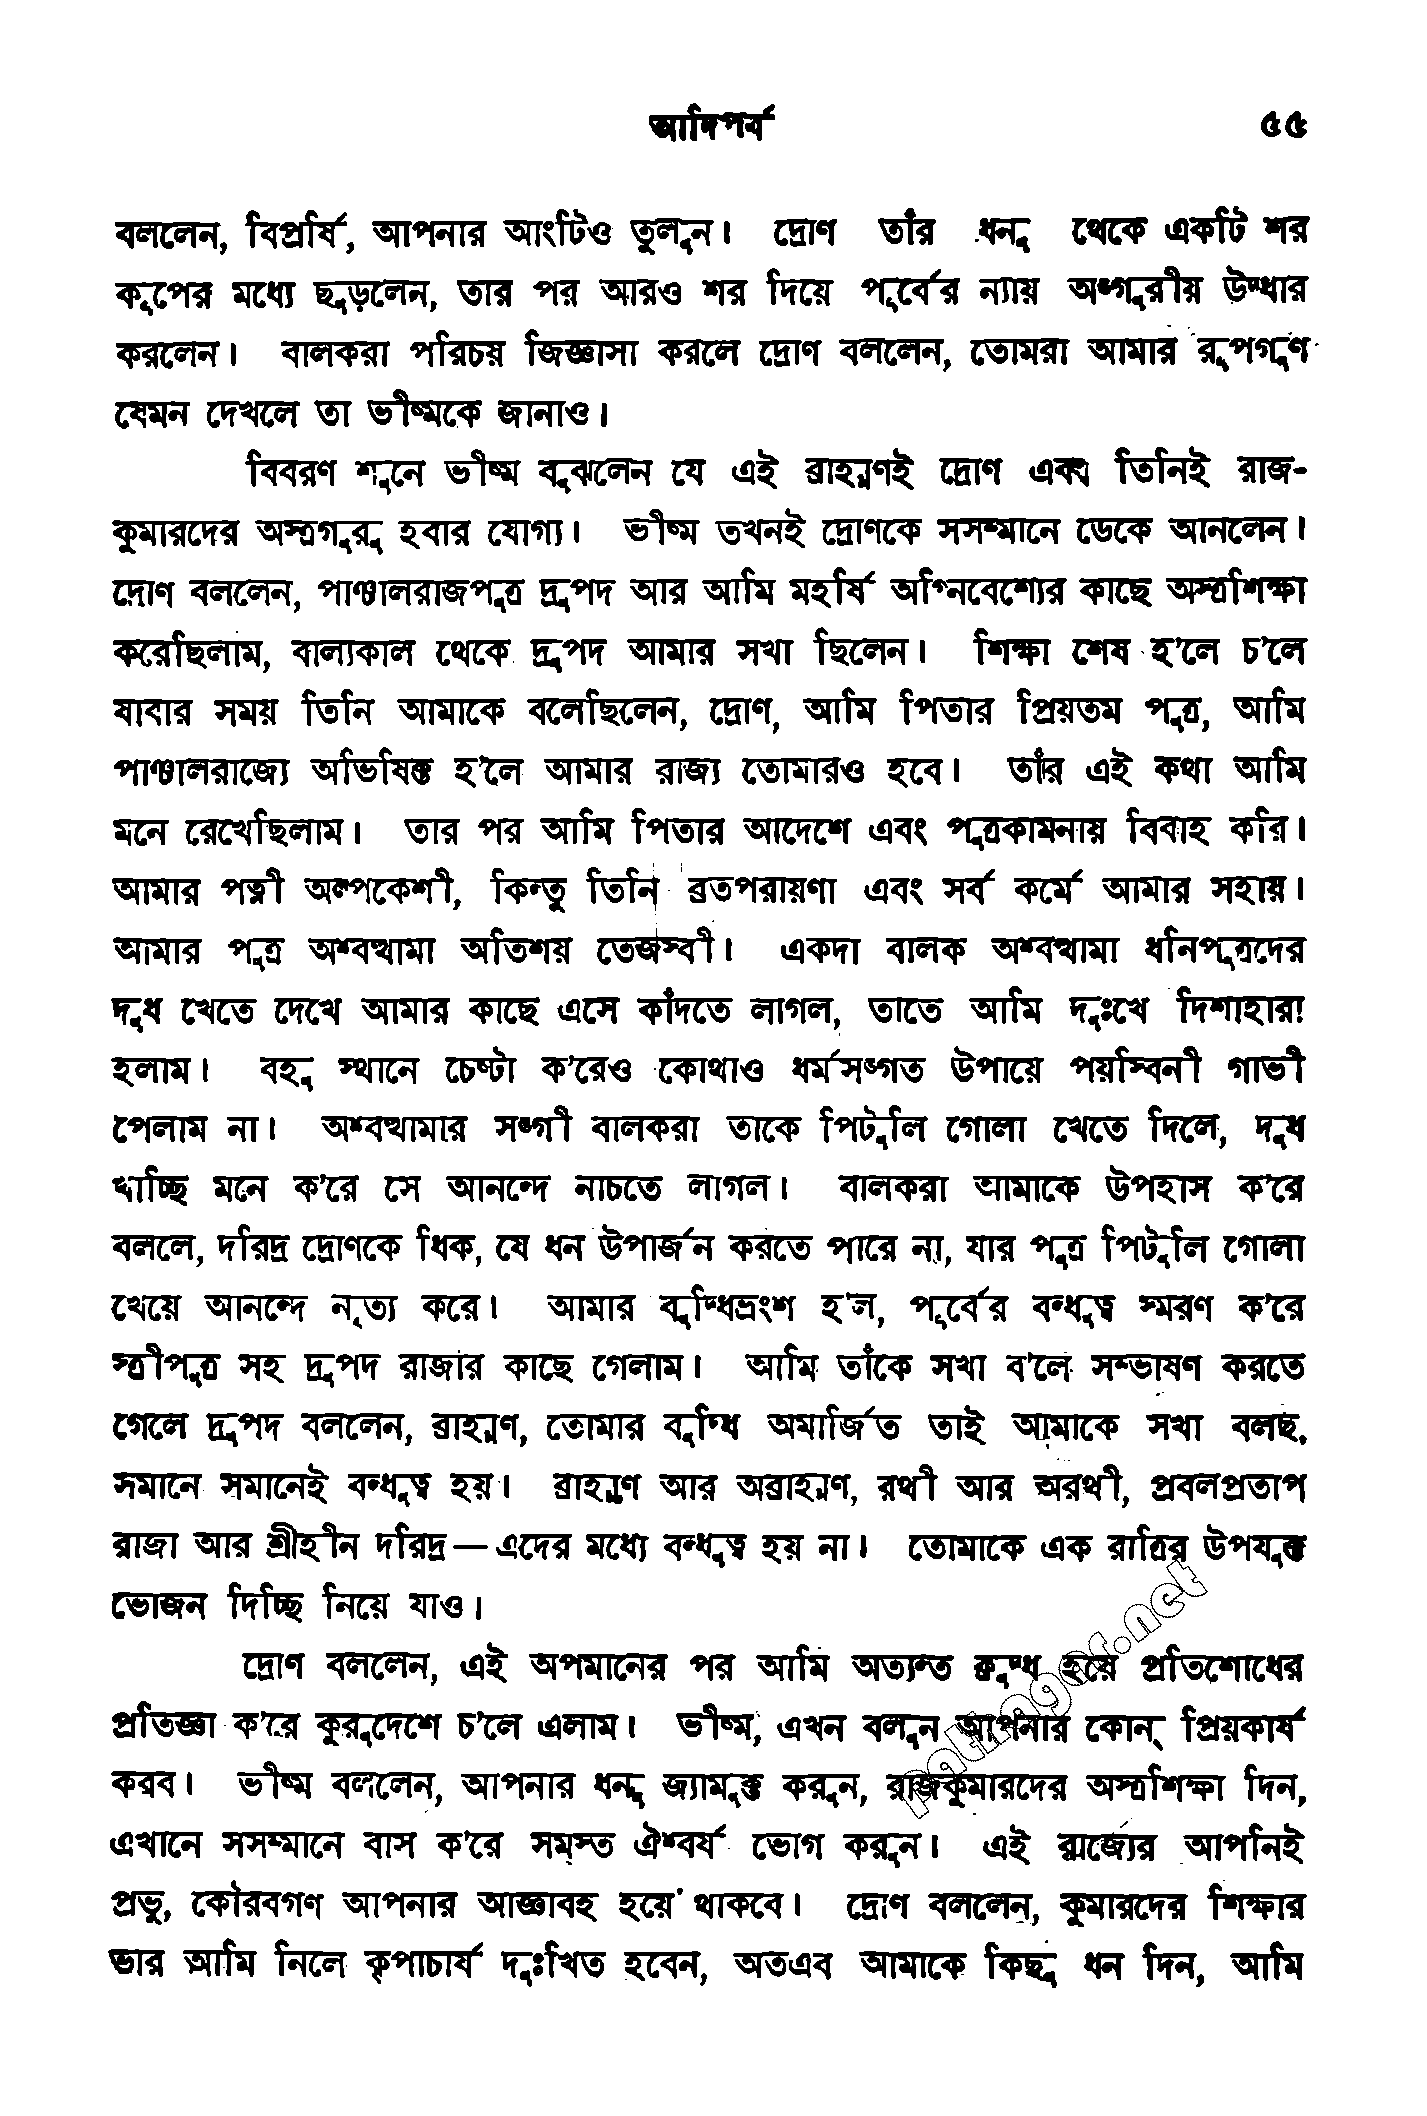 আদিপর্ব ৫৫
বললেন, বিপ্রর্ষি, আপনার আংটিও তুলুন। দ্রোণ তাঁর ধনু থেকে একটি শর
কূপের মধ্যে ছুড়লেন, তার পর আরও শর দিয়ে পূর্বের ন্যায় অঙ্গুরীয় উদ্ধার
করলেন। বালকরা পরিচয় জিজ্ঞাসা করলে দ্রোণ বললেন, তোমরা আমার রূপগুণ
যেমন দেখলে তা ভীষ্মকে জানাও।
বিবরণ শুনে ভীষ্ম বুঝলেন যে এই ব্রাহ্মণই দ্রোণ এবং তিনিই রাজ-
কুমারদের অস্ত্রগুরু হবার যোগ্য। ভীষ্ম তখনই দ্রোণকে সসম্মানে ডেকে আনলেন।
দ্রোণ বললেন, পাঞ্চালরাজপুত্র দ্রুপদ আর আমি মহর্ষি অগ্নিবেশ্যের কাছে অস্ত্রশিক্ষা
করেছিলাম, বাল্যকাল থেকে দ্রুপদ আমার সখা ছিলেন। শিক্ষা শেষ হ'লে চ'লে
যাবার সময় তিনি আমাকে বলেছিলেন, দ্রোণ, আমি পিতার প্রিয়তম পুত্র, আমি
পাঞ্চালরাজ্যে অভিষিক্ত হ'লে আমার রাজ্য তোমারও হবে। তাঁর এই কথা আমি
মনে রেখেছিলাম। তার পর আমি পিতার আদেশে এবং পুত্রকামনায় বিবাহ করি।
আমার পত্নী অল্পকেশী, কিন্তু তিনি ব্রতপরায়ণা এবং সর্ব কর্মে আমার সহায়।
আমার পুত্র অশ্বত্থামা অতিশয় তেজস্বী। একদা বালক অশ্বত্থামা ধনিপুত্রদের
দুধ খেতে দেখে আমার কাছে এসে কাঁদতে লাগল, তাতে আমি দুঃখে দিশাহারা
হলাম। বহু স্থানে চেষ্টা ক'রেও কোথাও ধর্মসঙ্গত উপায়ে পয়স্বিনী গাভী
পেলাম না। অশ্বত্থামার সঙ্গী বালকরা তাকে পিটুলি গোলা খেতে দিলে, দুধ
খাচ্ছি মনে ক'রে সে আনন্দে নাচতে লাগল। বালকরা আমাকে উপহাস ক'রে
বললে, দরিদ্র দ্রোণকে ধিক, যে ধন উপার্জন করতে পারে না, যার পুত্র পিটুলি গোলা
খেয়ে আনন্দে নৃত্য করে। আমার বুদ্ধিভ্রংশ হ'ল, পূর্বের বন্ধুত্ব স্মরণ ক'রে
স্ত্রীপুত্র সহ দ্রুপদ রাজার কাছে গেলাম। আমি তাঁকে সখা ব'লে সম্ভাষণ করতে
গেলে দ্রুপদ বললেন, ব্রাহ্মণ, তোমার বুদ্ধি অমার্জিত তাই আমাকে সখা বলছ,
সমানে সমানেই বন্ধুত্ব হয়। ব্রাহ্মণ আর অব্রাহ্মণ, রথী আর অরথী, প্রবলপ্রতাপ
রাজা আর শ্রীহীন দরিদ্র—এদের মধ্যে বন্ধুত্ব হয় না। তোমাকে এক রাত্রির উপযুক্ত
ভোজন দিচ্ছি নিয়ে যাও।
দ্রোণ বললেন, এই অপমানের পর আমি অত্যন্ত ক্রুদ্ধ হয়ে প্রতিশোধের
প্রতিজ্ঞা ক'রে কুরুদেশে চ'লে এলাম। ভীষ্ম, এখন বলুন আপনার কোন্ প্রিয়কার্য
করব। ভীষ্ম বললেন, আপনার ধনু জ্যামুক্ত করুন, রাজকুমারদের অস্ত্রশিক্ষা দিন,
এখানে সসম্মানে বাস ক'রে সমস্ত ঐশ্বর্য ভোগ করুন। এই রাজ্যের আপনিই
প্রভু, কৌরবগণ আপনার আজ্ঞাবহ হয়ে থাকবে। দ্রোণ বললেন, কুমারদের শিক্ষার
ভার আমি নিলে কৃপাচার্য দুঃখিত হবেন, অতএব আমাকে কিছু ধন দিন, আমি